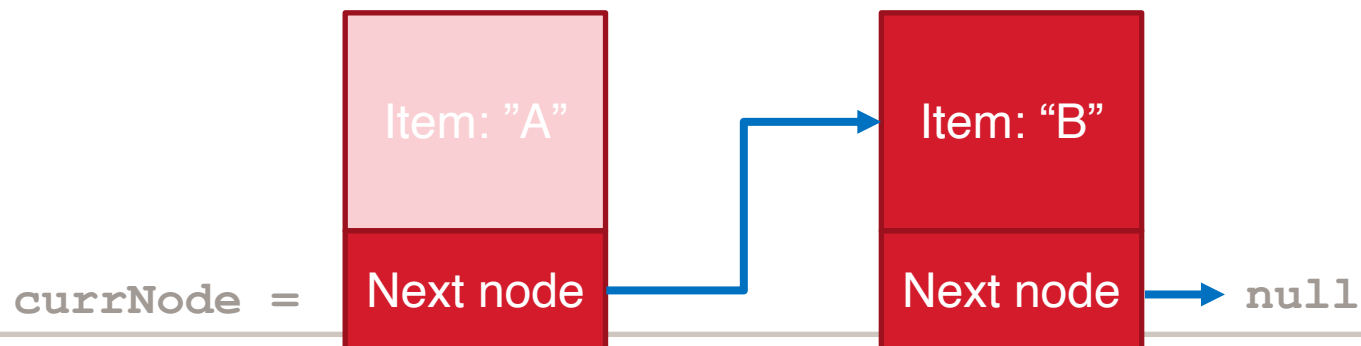 Item: ”A”
Item: “B”
currNode =
Next node
Next node
null